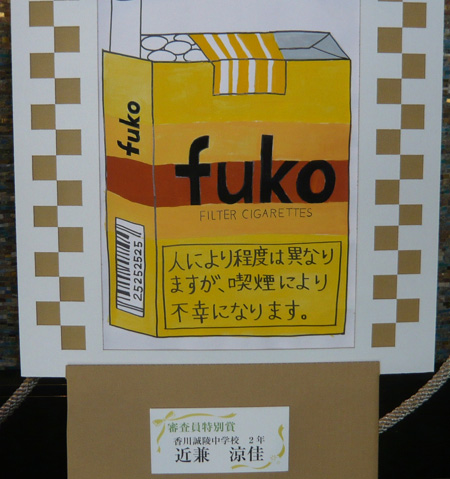 fuko
fuko
FILTER CIGARETTES
25252525
人により程度は異なり
ますが、喫煙により
不幸になります。
審査員特別賞
香川誠陵中学校 2年
近兼 涼佳